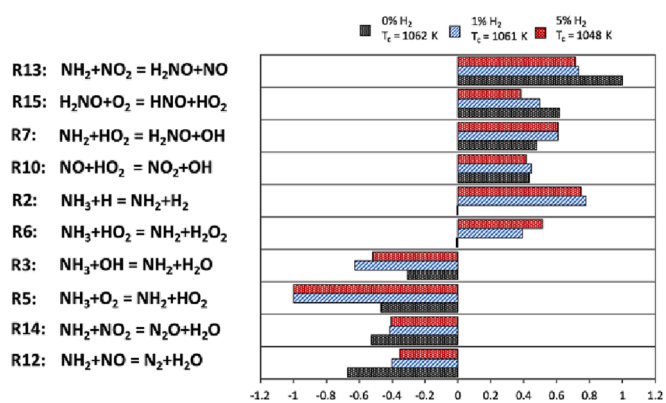 0% H₂ 1% H₂ 5% H₂
T꜀ = 1062 K T꜀ = 1061 K T꜀ = 1048 K
R13: NH₂+NO₂ = H₂NO+NO
R15: H₂NO+O₂ = HNO+HO₂
R7: NH₂+HO₂ = H₂NO+OH
R10: NO+HO₂ = NO₂+OH
R2: NH₃+H = NH₂+H₂
R6: NH₃+HO₂ = NH₂+H₂O₂
R3: NH₃+OH = NH₂+H₂O
R5: NH₃+O₂ = NH₂+HO₂
R14: NH₂+NO₂ = N₂O+H₂O
R12: NH₂+NO = N₂+H₂O
-1.2 -1 -0.8 -0.6 -0.4 -0.2 0 0.2 0.4 0.6 0.8 1 1.2